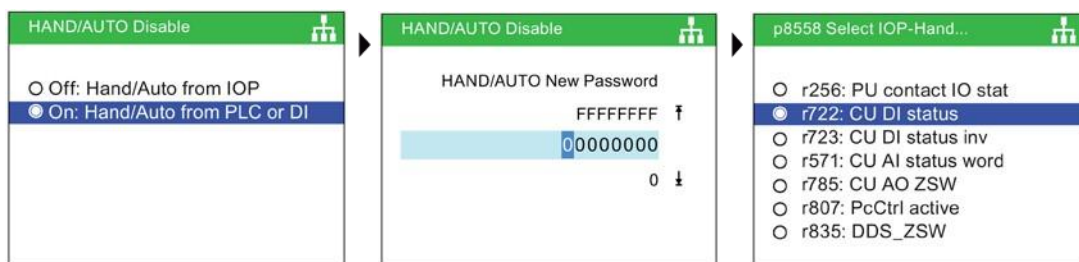 HAND/AUTO Disable
Off: Hand/Auto from IOP
On: Hand/Auto from PLC or DI
HAND/AUTO Disable
HAND/AUTO New Password
FFFFFFFF
00000000
0
p8558 Select IOP-Hand...
r256: PU contact IO stat
r722: CU DI status
r723: CU DI status inv
r571: CU AI status word
r785: CU AO ZSW
r807: PcCtrl active
r835: DDS_ZSW